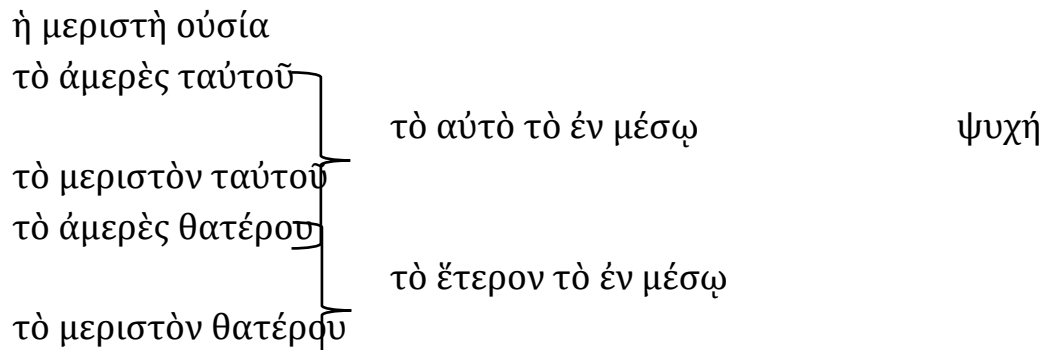 ἡ μεριστὴ οὐσία
τὸ ἀμερὲς ταὐτοῦ
τὸ αὐτὸ τὸ ἐν μέσῳ ψυχή
τὸ μεριστὸν ταὐτοῦ
τὸ ἀμερὲς θατέρου
τὸ ἕτερον τὸ ἐν μέσῳ
τὸ μεριστὸν θατέρου